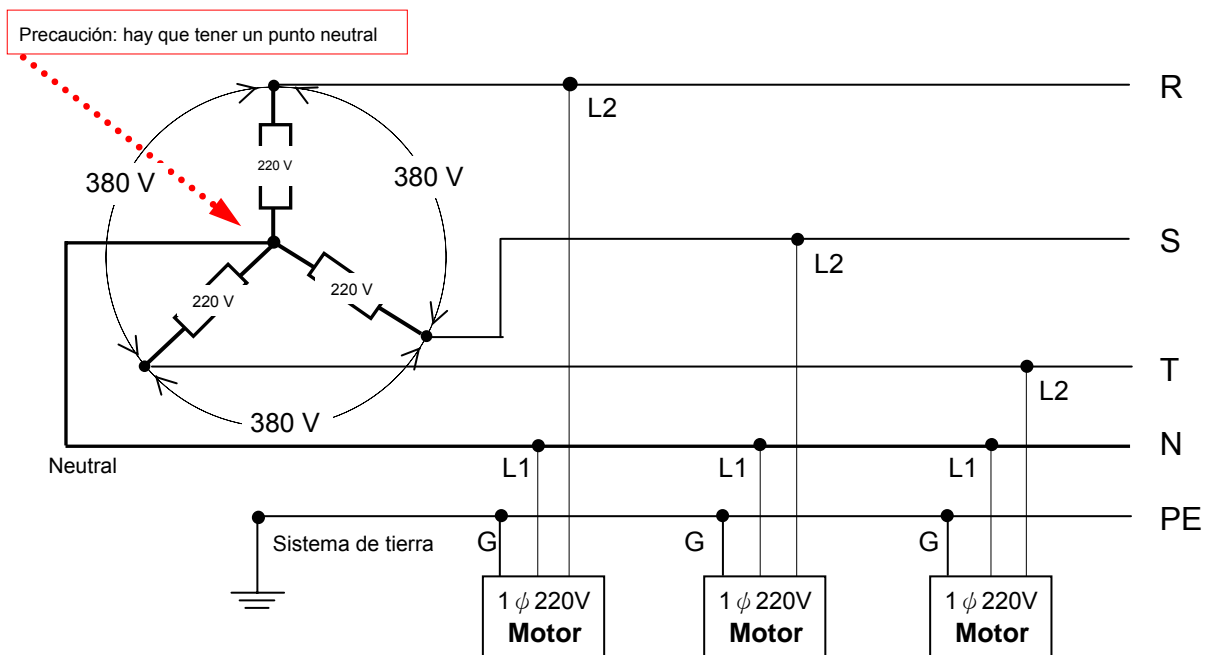 Precaución: hay que tener un punto neutral
R
L2
220 V
380 V
380 V
S
L2
220 V
220 V
T
L2
380 V
N
Neutral
L1
L1
L1
PE
Sistema de tierra
G
G
G
1 ϕ 220V
Motor
1 ϕ 220V
Motor
1 ϕ 220V
Motor